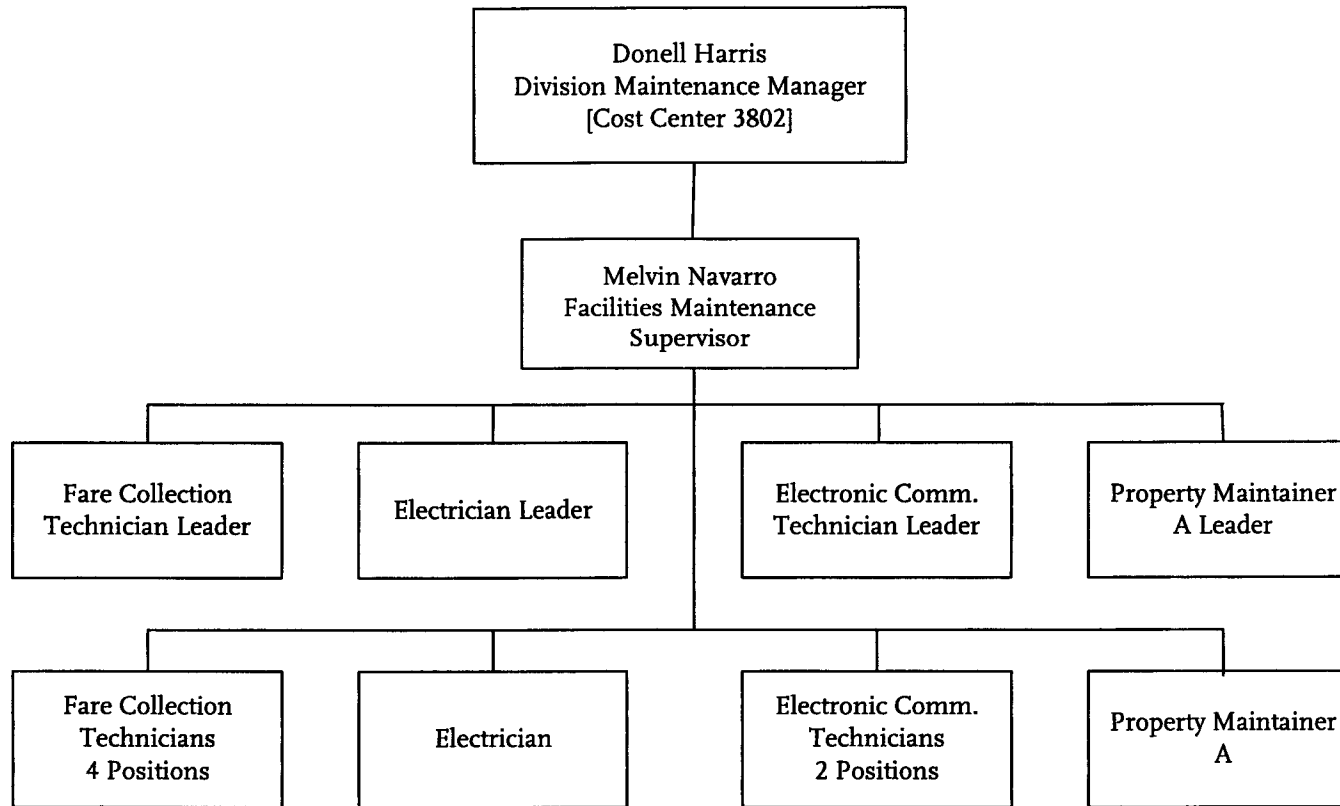 Donell Harris
Division Maintenance Manager
[Cost Center 3802]
Melvin Navarro
Facilities Maintenance
Supervisor
Fare Collection
Technician Leader
Electrician Leader
Electronic Comm.
Technician Leader
Property Maintainer
A Leader
Fare Collection
Technicians
4 Positions
Electrician
Electronic Comm.
Technicians
2 Positions
Property Maintainer
A